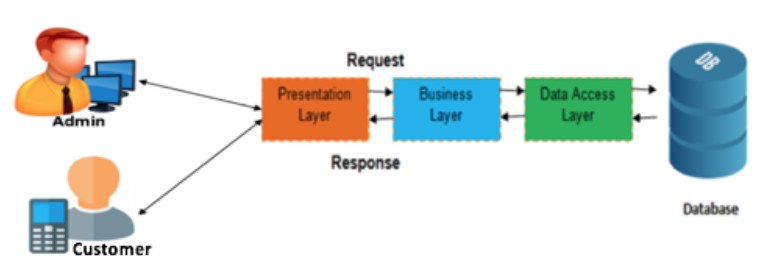 Request
DB
Presentation
Layer
Business
Layer
Data Access
Layer
Admin
Response
Database
Customer